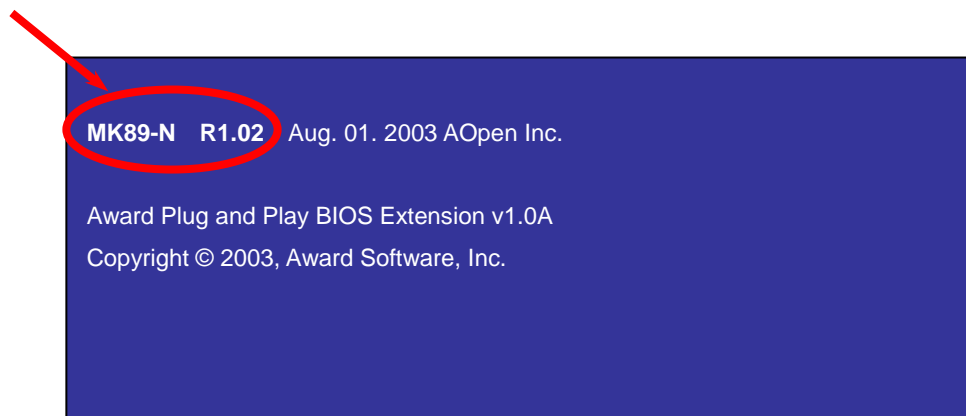 MK89-N R1.02 Aug. 01. 2003 AOpen Inc.
Award Plug and Play BIOS Extension v1.0A
Copyright © 2003, Award Software, Inc.